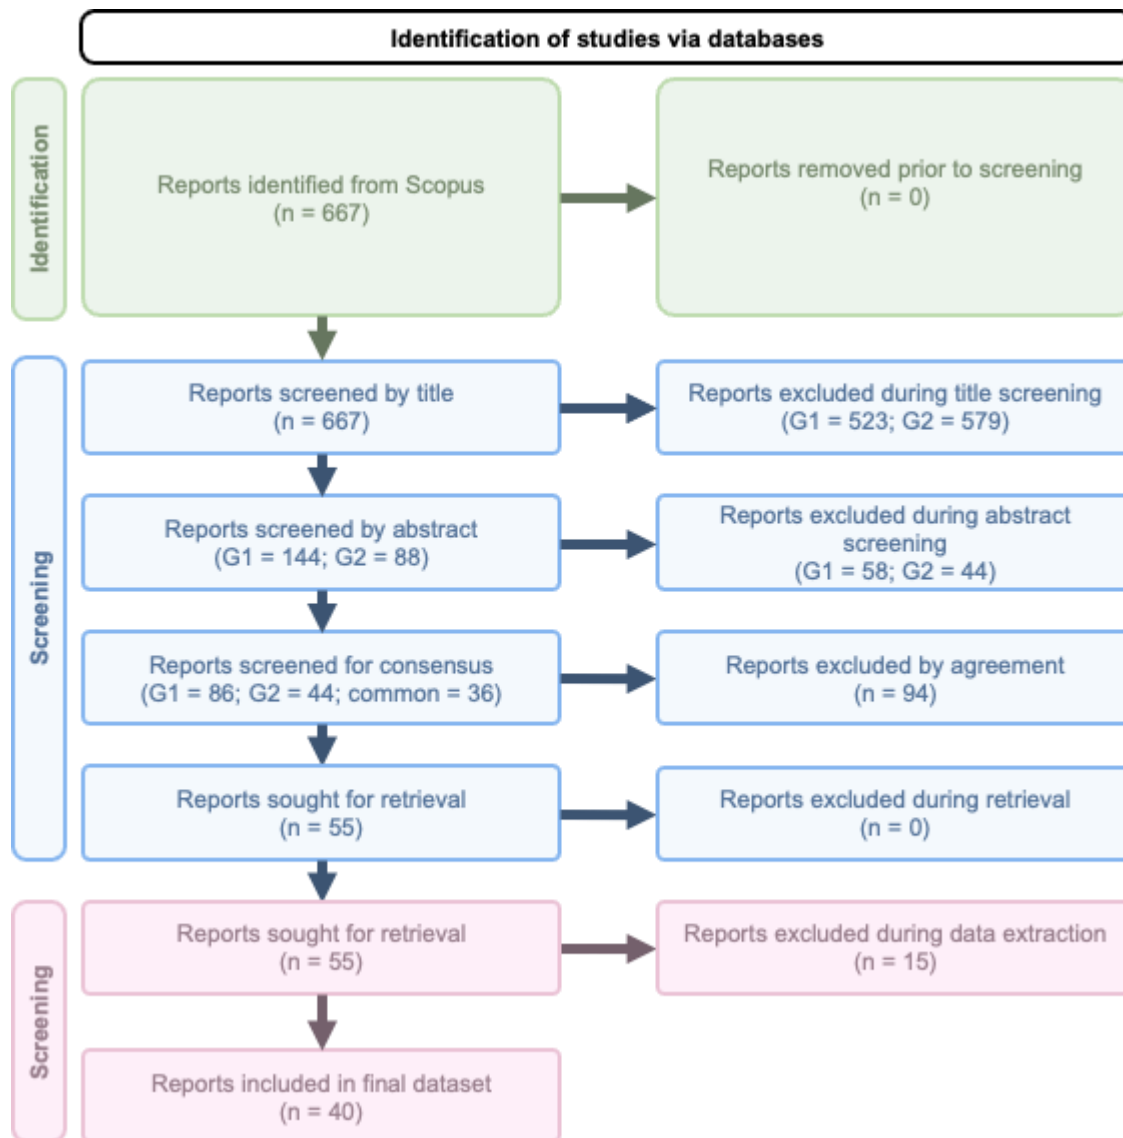 Identification of studies via databases
Identification
Reports identified from Scopus
(n = 667)
Reports removed prior to screening
(n = 0)
Screening
Reports screened by title
(n = 667)
Reports excluded during title screening
(G1 = 523; G2 = 579)
Reports screened by abstract
(G1 = 144; G2 = 88)
Reports excluded during abstract
screening
(G1 = 58; G2 = 44)
Reports screened for consensus
(G1 = 86; G2 = 44; common = 36)
Reports excluded by agreement
(n = 94)
Reports sought for retrieval
(n = 55)
Reports excluded during retrieval
(n = 0)
Screening
Reports sought for retrieval
(n = 55)
Reports excluded during data extraction
(n = 15)
Reports included in final dataset
(n = 40)